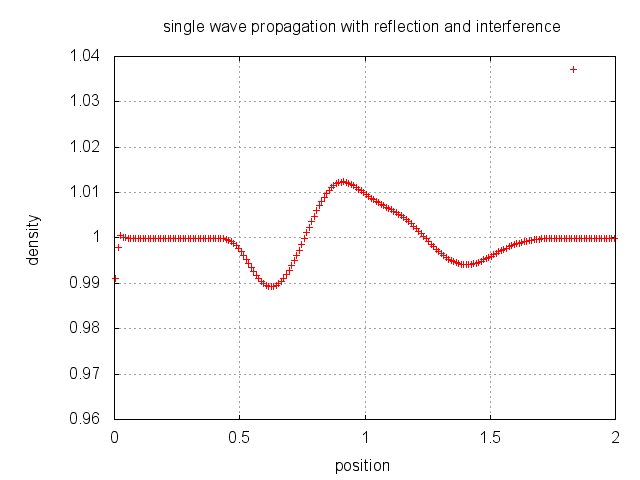 single wave propagation with reflection and interference
1.04
1.03
1.02
1.01
1
0.99
0.98
0.97
0.96
density
0 0.5 1 1.5 2
position